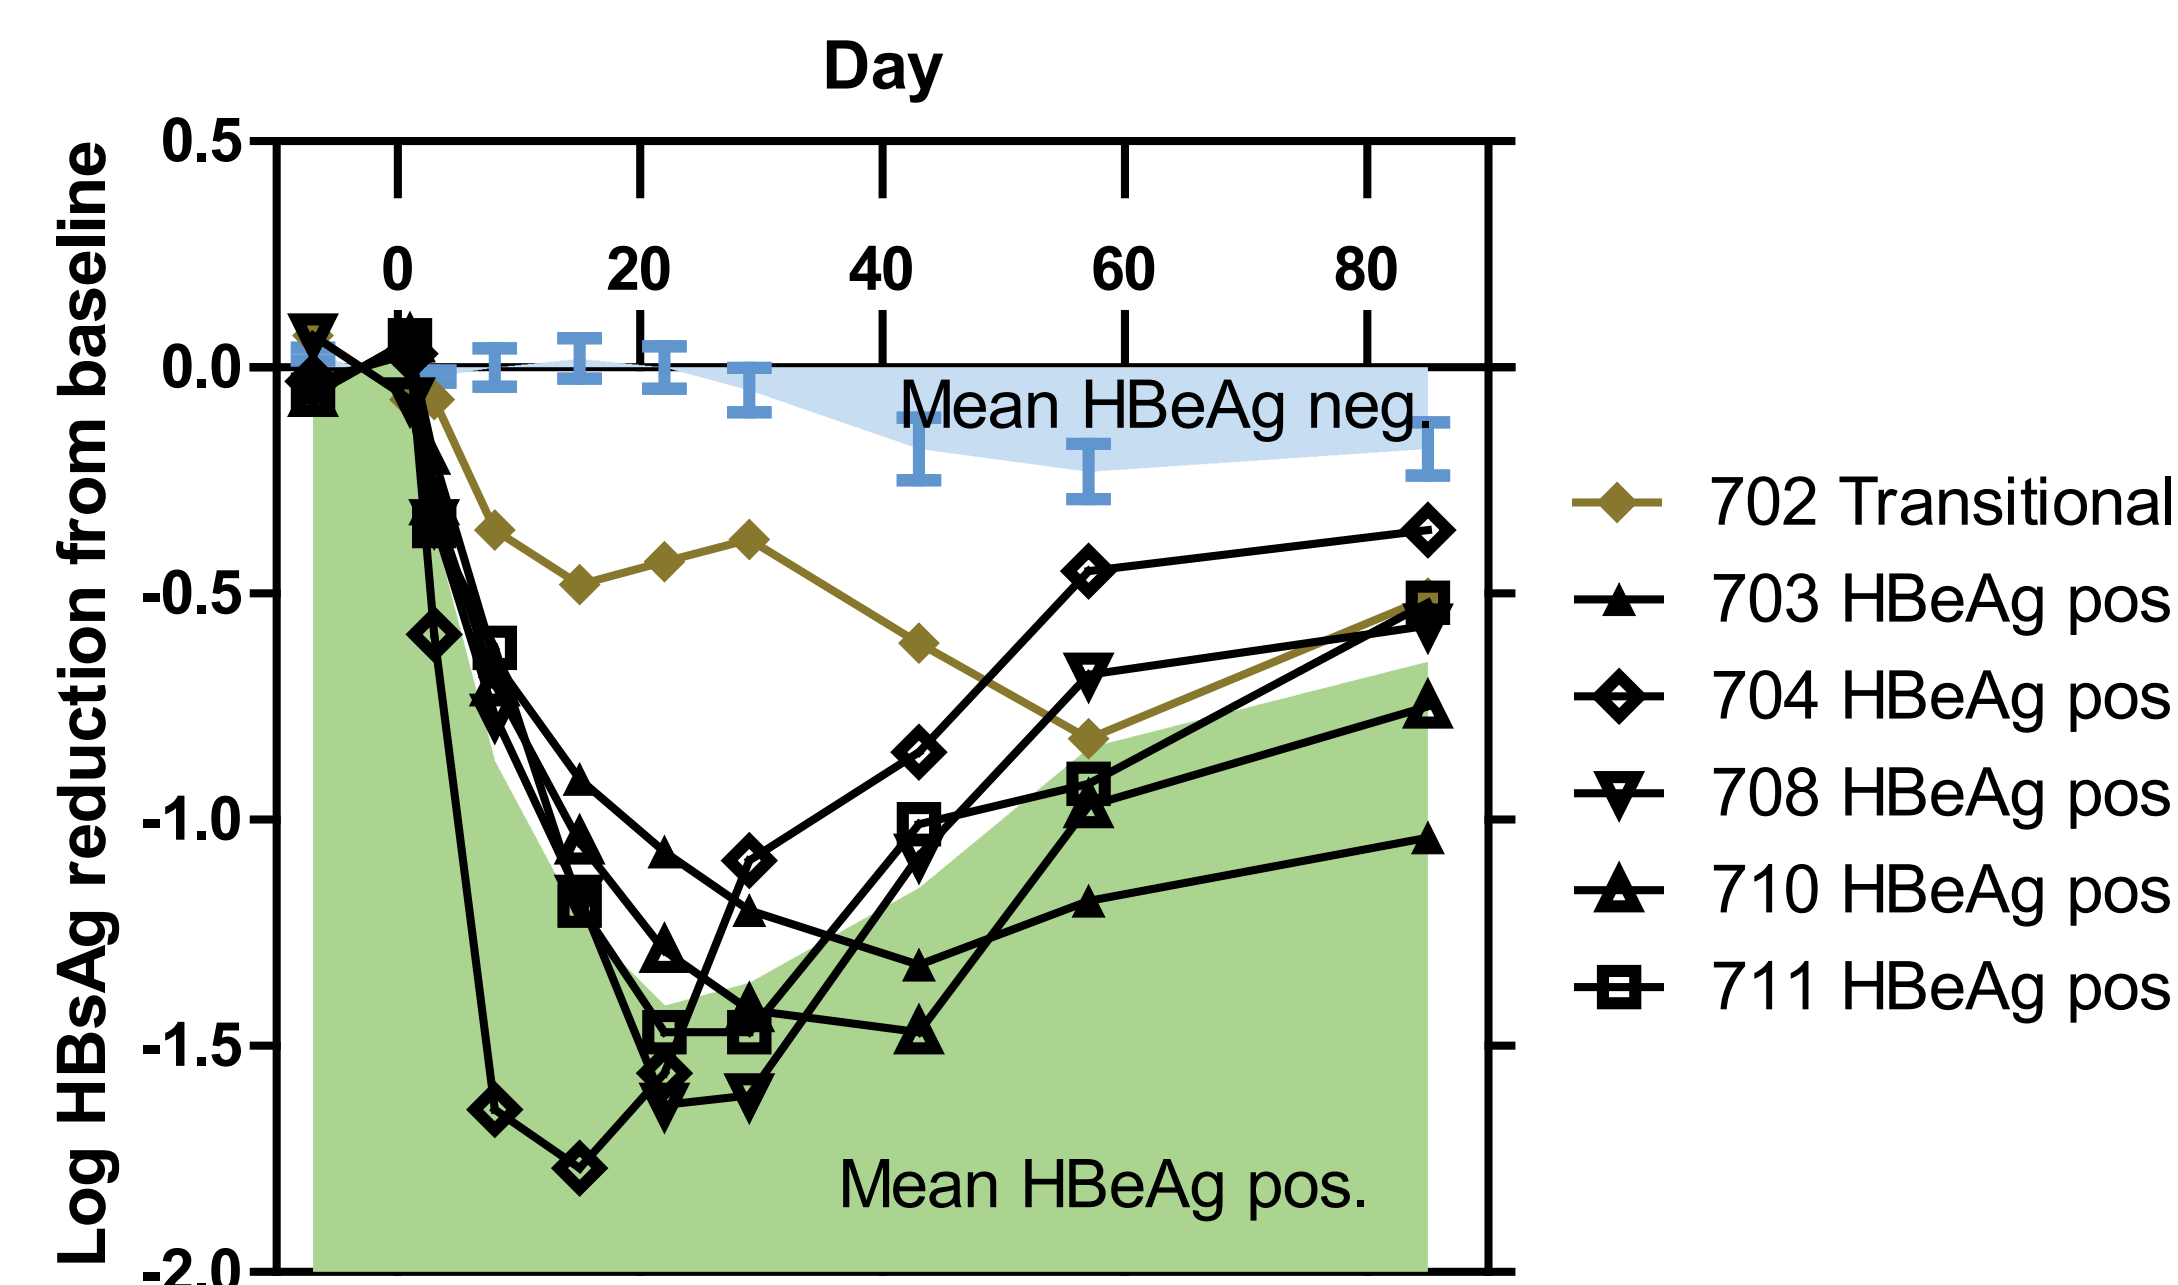 Day
0.5
0 20 40 60 80
0.0
-0.5
-1.0
-1.5
-2.0
Log HBsAg reduction from baseline
Mean HBeAg neg.
Mean HBeAg pos.
702 Transitional
703 HBeAg pos
704 HBeAg pos
708 HBeAg pos
710 HBeAg pos
711 HBeAg pos